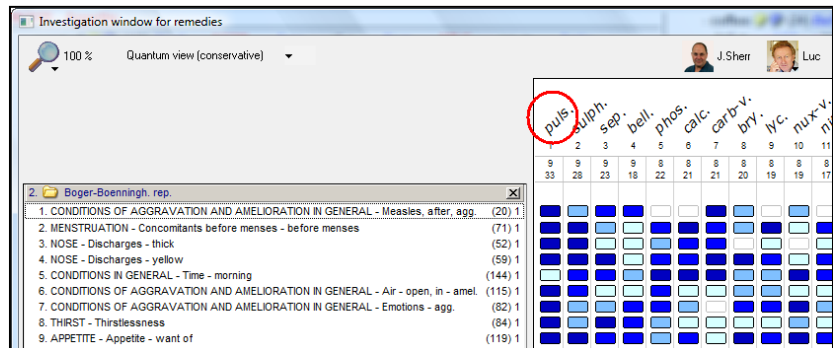 Investigation window for remedies
100 % Quantum view (conservative) J.Sherr Luc
puls. sulph. sep. bell. phos. calc. carb-v. bry. lyc. nux-v.
1 2 3 4 5 6 7 8 9 10 11
9 9 9 9 8 8 8 8 8 8 8
33 28 23 18 22 21 21 20 19 19 17
2. Boger-Boenningh. rep.
1. CONDITIONS OF AGGRAVATION AND AMELIORATION IN GENERAL - Measles, after, agg. (20) 1
2. MENSTRUATION - Concomitants before menses - before menses (71) 1
3. NOSE - Discharges - thick (52) 1
4. NOSE - Discharges - yellow (59) 1
5. CONDITIONS IN GENERAL - Time - morning (144) 1
6. CONDITIONS OF AGGRAVATION AND AMELIORATION IN GENERAL - Air - open, in - amel. (115) 1
7. CONDITIONS OF AGGRAVATION AND AMELIORATION IN GENERAL - Emotions - agg. (82) 1
8. THIRST - Thirstlessness (84) 1
9. APPETITE - Appetite - want of (119) 1